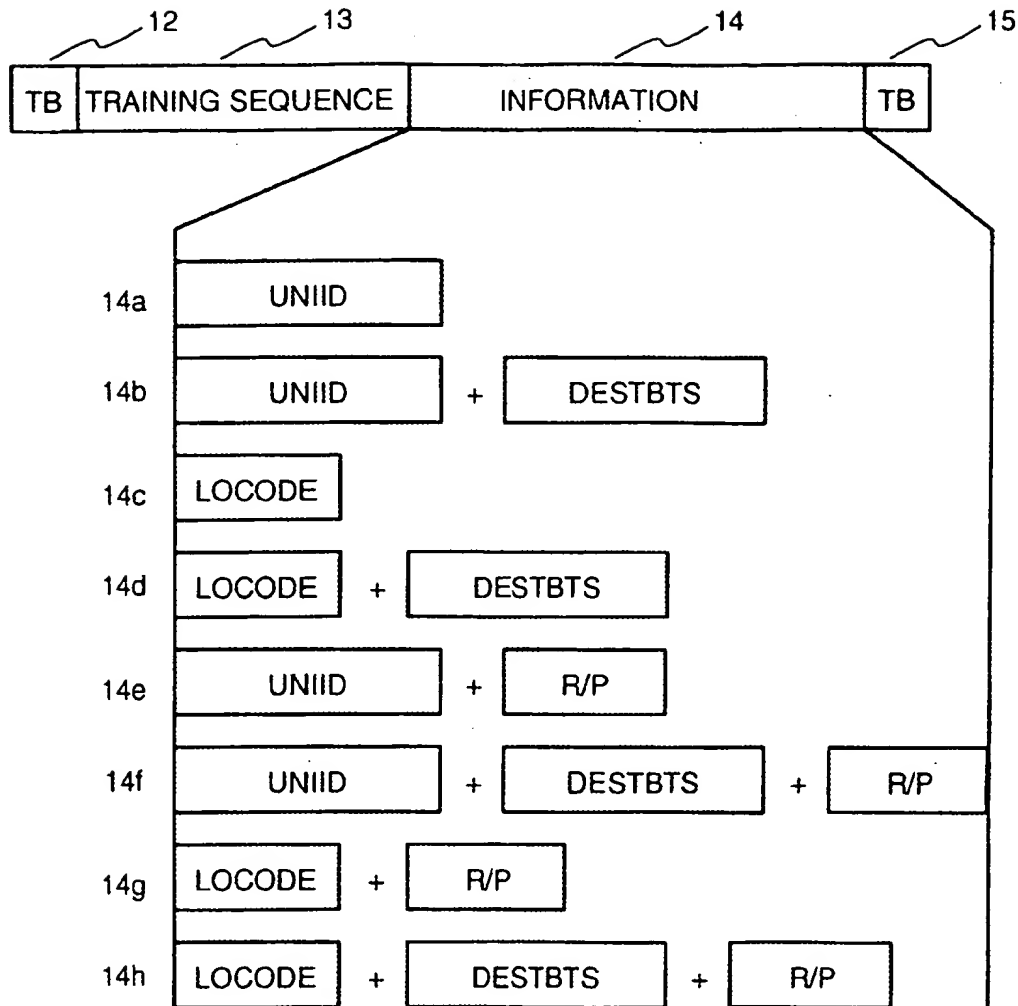 12 13 14 15
TB TRAINING SEQUENCE INFORMATION TB
14a UNIID
14b UNIID + DESTBTS
14c LOCODE
14d LOCODE + DESTBTS
14e UNIID + R/P
14f UNIID + DESTBTS + R/P
14g LOCODE + R/P
14h LOCODE + DESTBTS + R/P